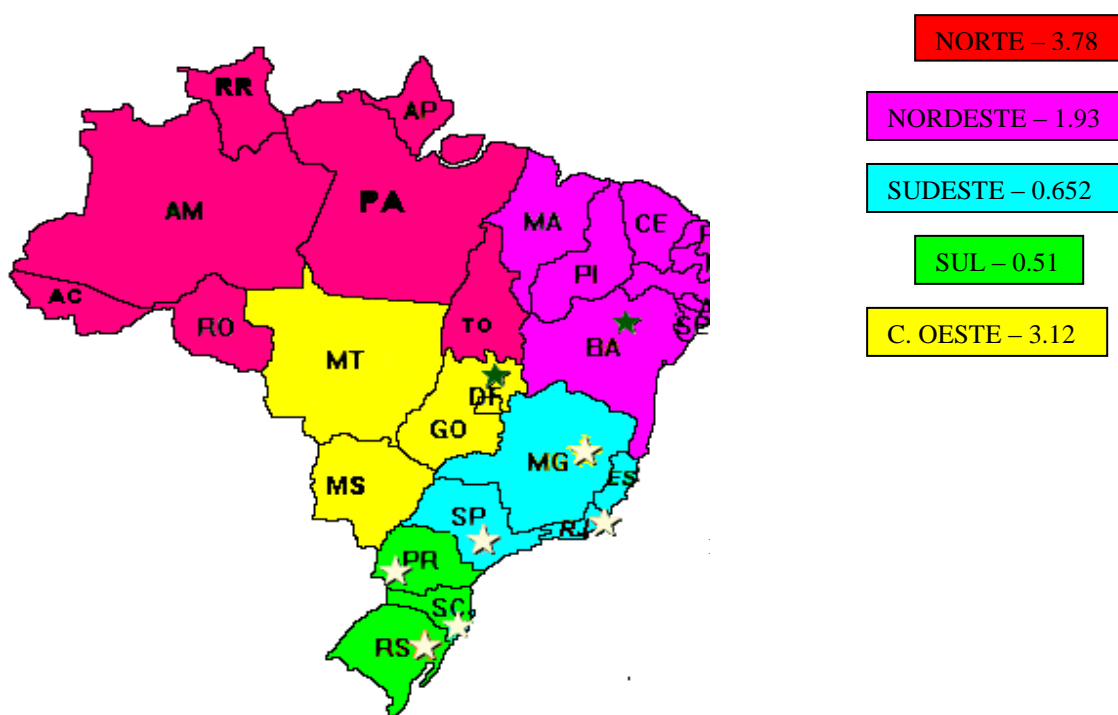 NORTE – 3.78
NORDESTE – 1.93
SUDESTE – 0.652
SUL – 0.51
C. OESTE – 3.12
RR
AP
AM
PA
MA
CE
PI
AC
RO
TO
SE
BA
MT
DF
GO
MG
ES
MS
SP
RJ
PR
SC
RS